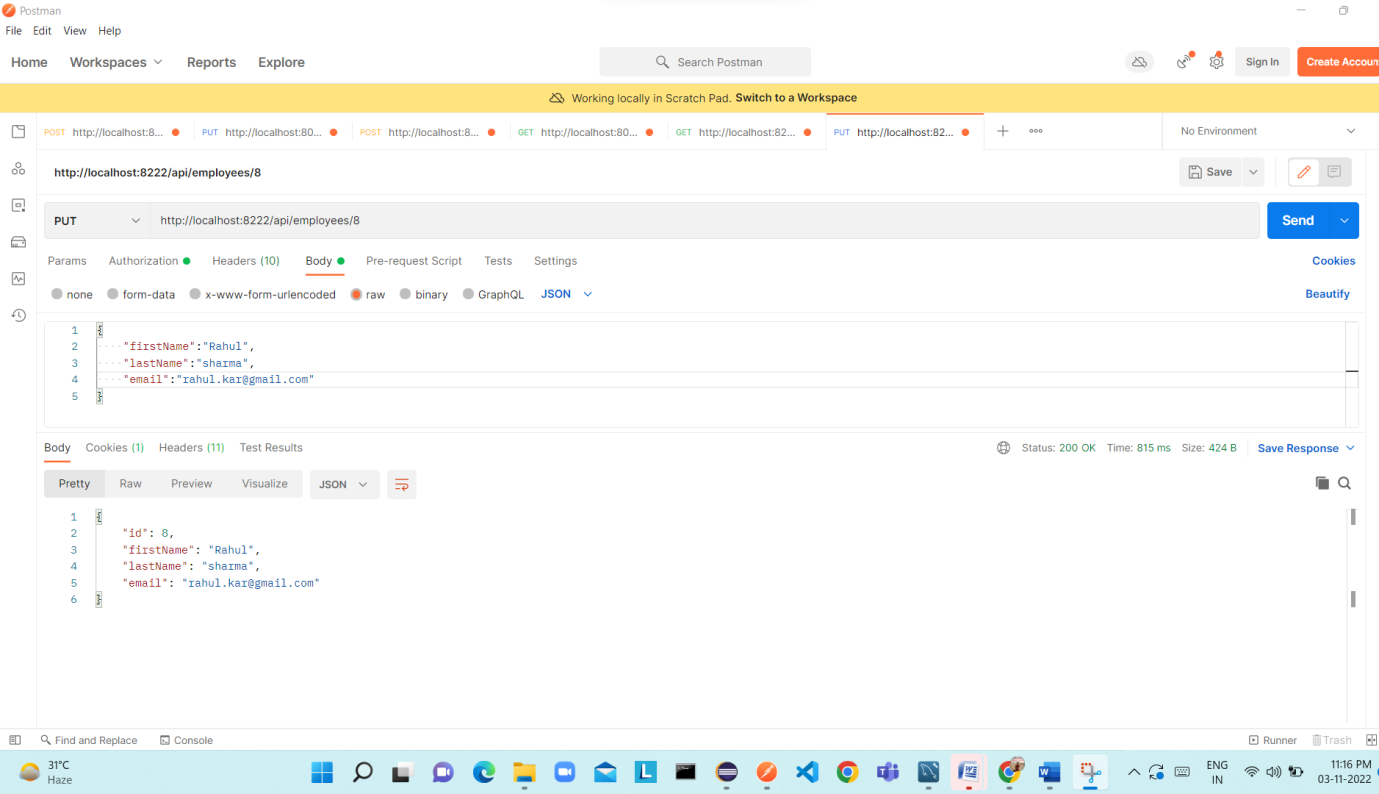 Postman
File Edit View Help
Home Workspaces Reports Explore Search Postman Sign In Create Accoun
Working locally in Scratch Pad. Switch to a Workspace
POST http://localhost:8... PUT http://localhost:80... POST http://localhost:8... GET http://localhost:80... GET http://localhost:82... PUT http://localhost:82... No Environment
http://localhost:8222/api/employees/8 Save
PUT http://localhost:8222/api/employees/8 Send
Params Authorization Headers (10) Body Pre-request Script Tests Settings Cookies
none form-data x-www-form-urlencoded raw binary GraphQL JSON Beautify
1 {
2 "firstName":"Rahul",
3 "lastName":"sharma",
4 "email":"rahul.kar@gmail.com"
5 }
Body Cookies (1) Headers (11) Test Results Status: 200 OK Time: 815 ms Size: 424 B Save Response
Pretty Raw Preview Visualize JSON
1 {
2 "id": 8,
3 "firstName": "Rahul",
4 "lastName": "sharma",
5 "email": "rahul.kar@gmail.com"
6 }
Find and Replace Console Runner Trash
31°C
Haze
L
W
ENG
IN
11:16 PM
03-11-2022